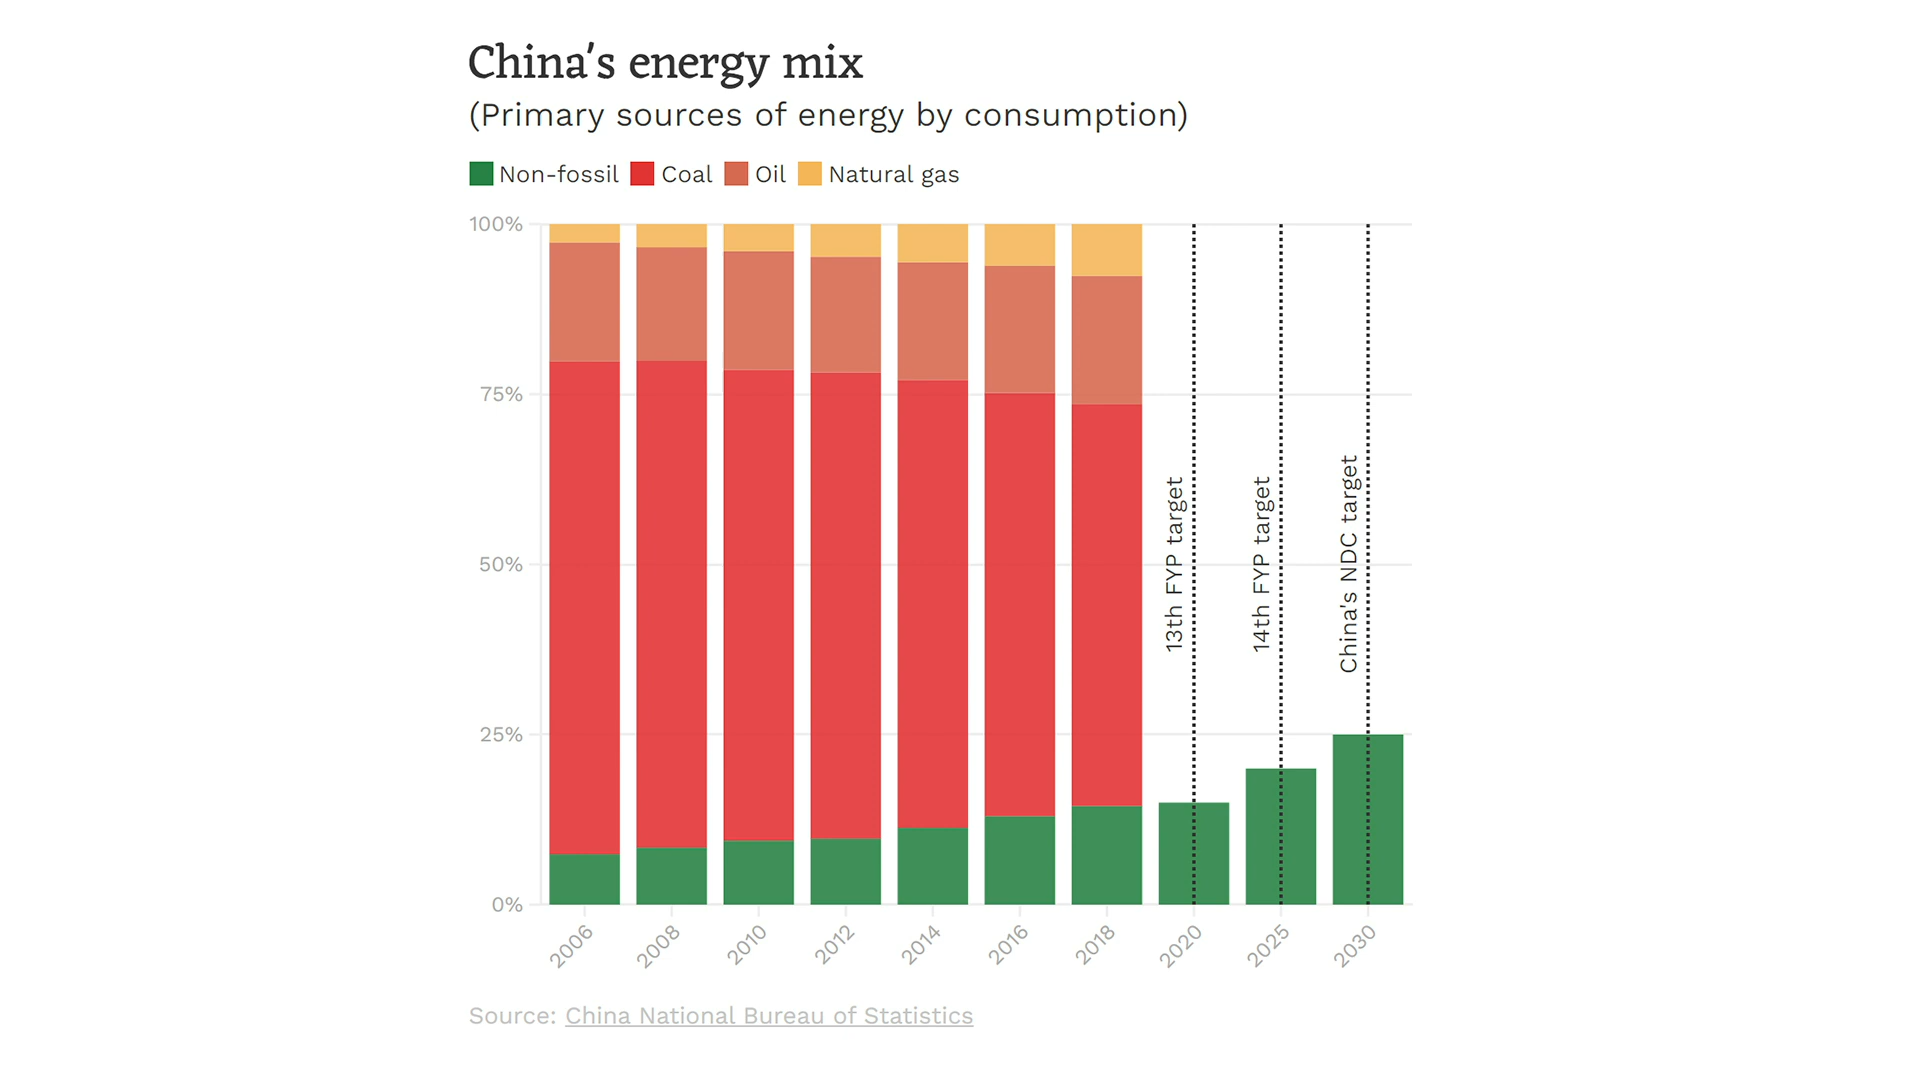 China's energy mix
(Primary sources of energy by consumption)
Non-fossil Coal Oil Natural gas
100%
75%
50%
25%
0%
13th FYP target
14th FYP target
China's NDC target
2006 2008 2010 2012 2014 2016 2018 2020 2025 2030
Source: China National Bureau of Statistics